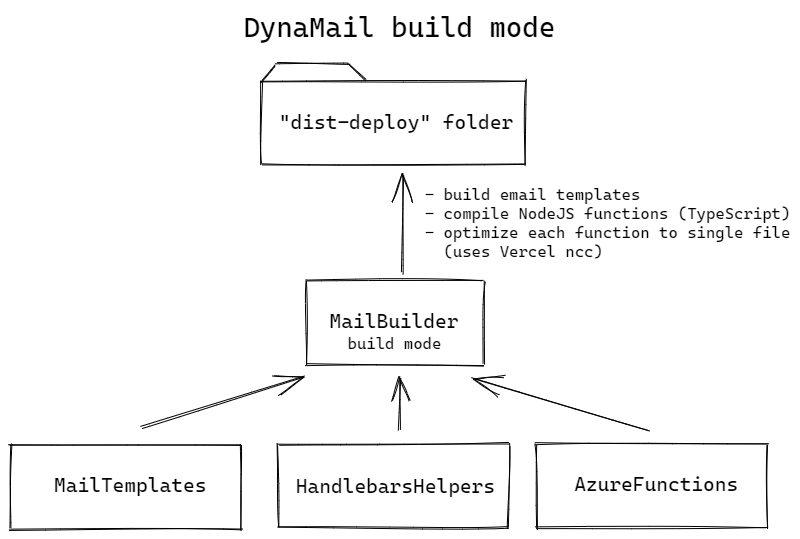 DynaMail build mode
"dist-deploy" folder
- build email templates
- compile NodeJS functions (TypeScript)
- optimize each function to single file
(uses Vercel ncc)
MailBuilder
build mode
MailTemplates
HandlebarsHelpers
AzureFunctions